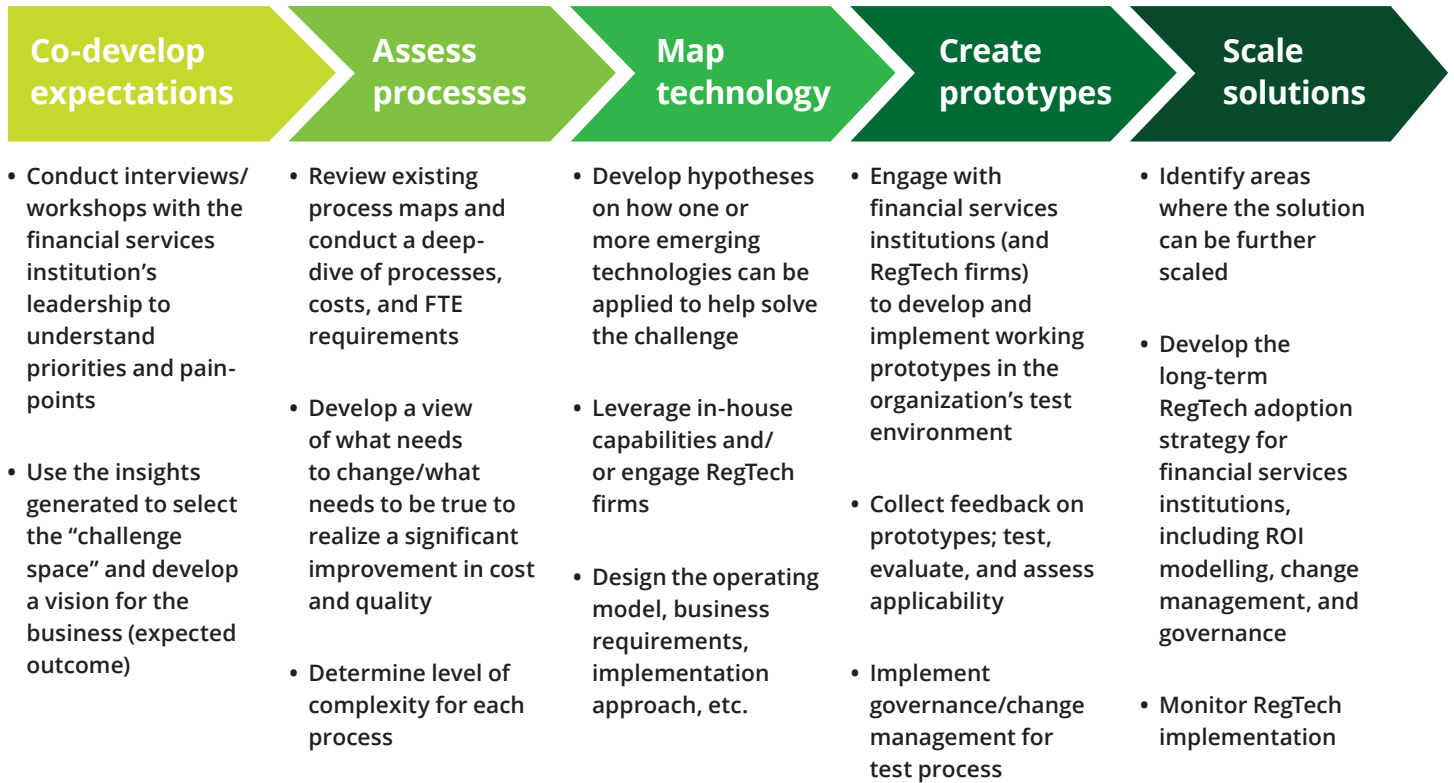 Co-develop
expectations
Assess
processes
Map
technology
Create
prototypes
Scale
solutions
• Conduct interviews/
workshops with the
financial services
institution’s
leadership to
understand
priorities and pain-
points
• Use the insights
generated to select
the “challenge
space” and develop
a vision for the
business (expected
outcome)
• Review existing
process maps and
conduct a deep-
dive of processes,
costs, and FTE
requirements
• Develop a view
of what needs
to change/what
needs to be true to
realize a significant
improvement in cost
and quality
• Determine level of
complexity for each
process
• Develop hypotheses
on how one or
more emerging
technologies can be
applied to help solve
the challenge
• Leverage in-house
capabilities and/
or engage RegTech
firms
• Design the operating
model, business
requirements,
implementation
approach, etc.
• Engage with
financial services
institutions (and
RegTech firms)
to develop and
implement working
prototypes in the
organization’s test
environment
• Collect feedback on
prototypes; test,
evaluate, and assess
applicability
• Implement
governance/change
management for
test process
• Identify areas
where the solution
can be further
scaled
• Develop the
long-term
RegTech adoption
strategy for
financial services
institutions,
including ROI
modelling, change
management, and
governance
• Monitor RegTech
implementation